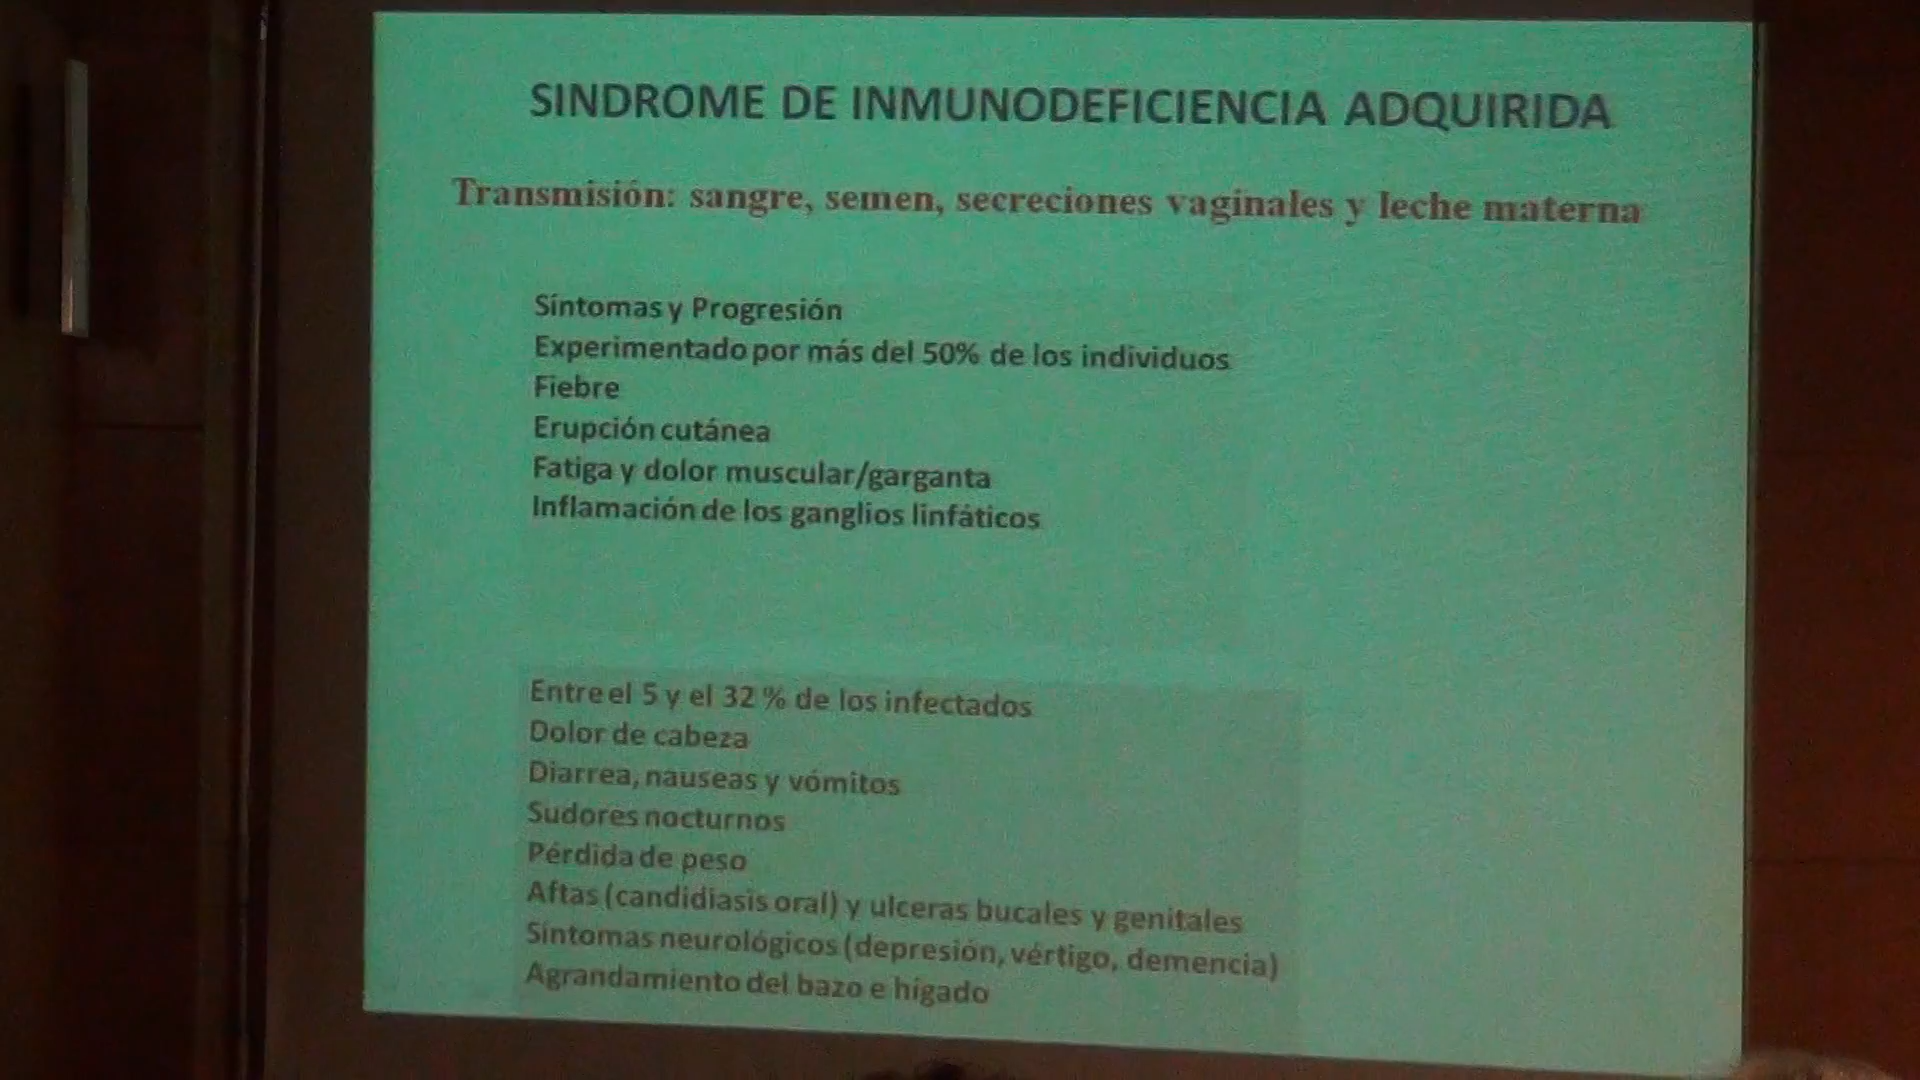 SINDROME DE INMUNODEFICIENCIA ADQUIRIDA
Transmisión: sangre, semen, secreciones vaginales y leche materna
Síntomas y Progresión
Experimentado por más del 50% de los individuos
Fiebre
Erupción cutánea
Fatiga y dolor muscular/garganta
Inflamación de los ganglios linfáticos
Entre el 5 y el 32 % de los infectados
Dolor de cabeza
Diarrea, nauseas y vómitos
Sudores nocturnos
Pérdida de peso
Aftas (candidiasis oral) y ulceras bucales y genitales
Síntomas neurológicos (depresión, vértigo, demencia)
Agrandamiento del bazo e hígado